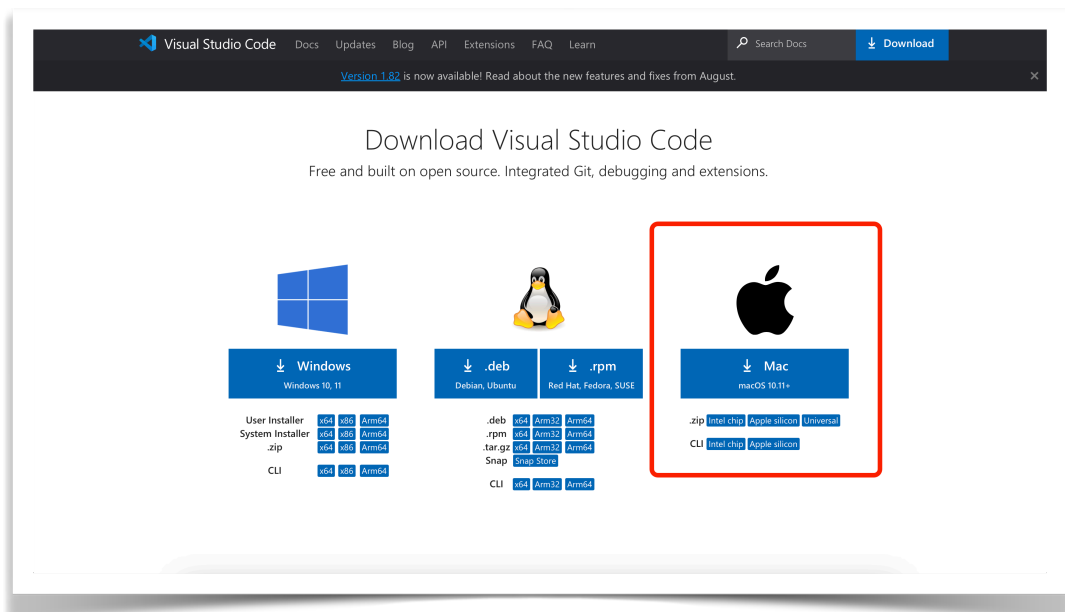 Visual Studio Code Docs Updates Blog API Extensions FAQ Learn Search Docs Download
Version 1.82 is now available! Read about the new features and fixes from August.
Download Visual Studio Code
Free and built on open source. Integrated Git, debugging and extensions.
Windows
Windows 10, 11
User Installer x64 x86 Arm64
System Installer x64 x86 Arm64
.zip x64 x86 Arm64
CLI x64 x86 Arm64
.deb
Debian, Ubuntu
.rpm
Red Hat, Fedora, SUSE
.deb x64 Arm32 Arm64
.rpm x64 Arm32 Arm64
.tar.gz x64 Arm32 Arm64
Snap Snap Store
CLI x64 Arm32 Arm64
Mac
macOS 10.11+
.zip Intel chip Apple silicon Universal
CLI Intel chip Apple silicon